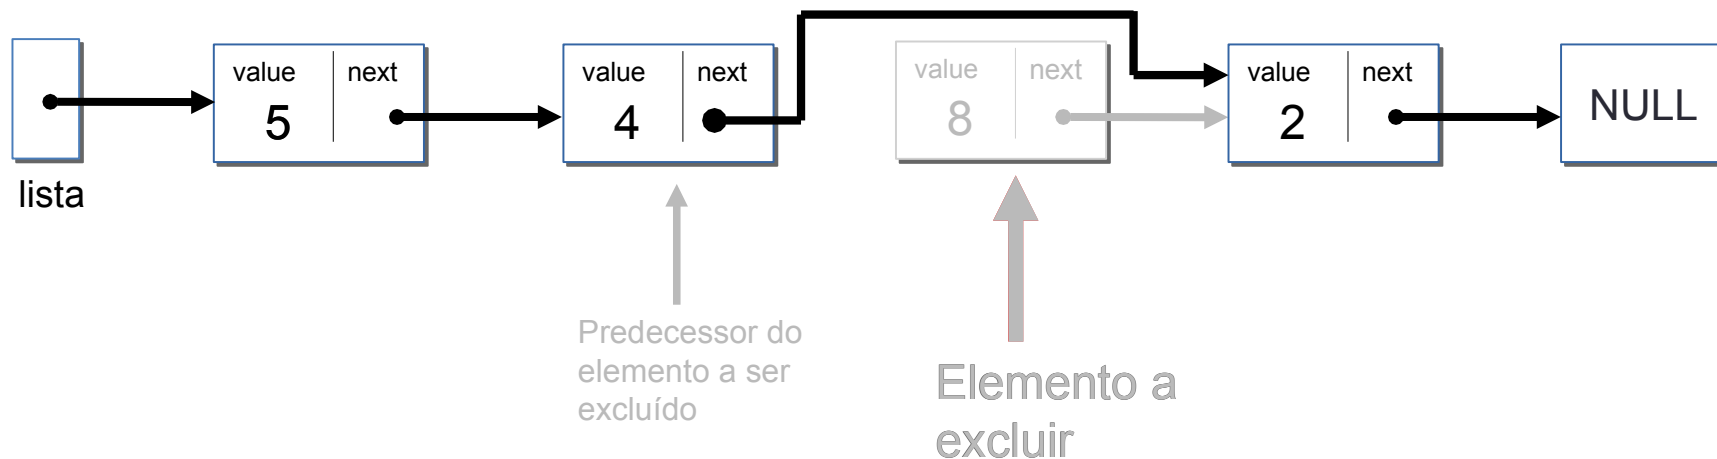 value next
5
value next
4
value next
8
value next
2
NULL
lista
Predecessor do
elemento a ser
excluído
Elemento a
excluir